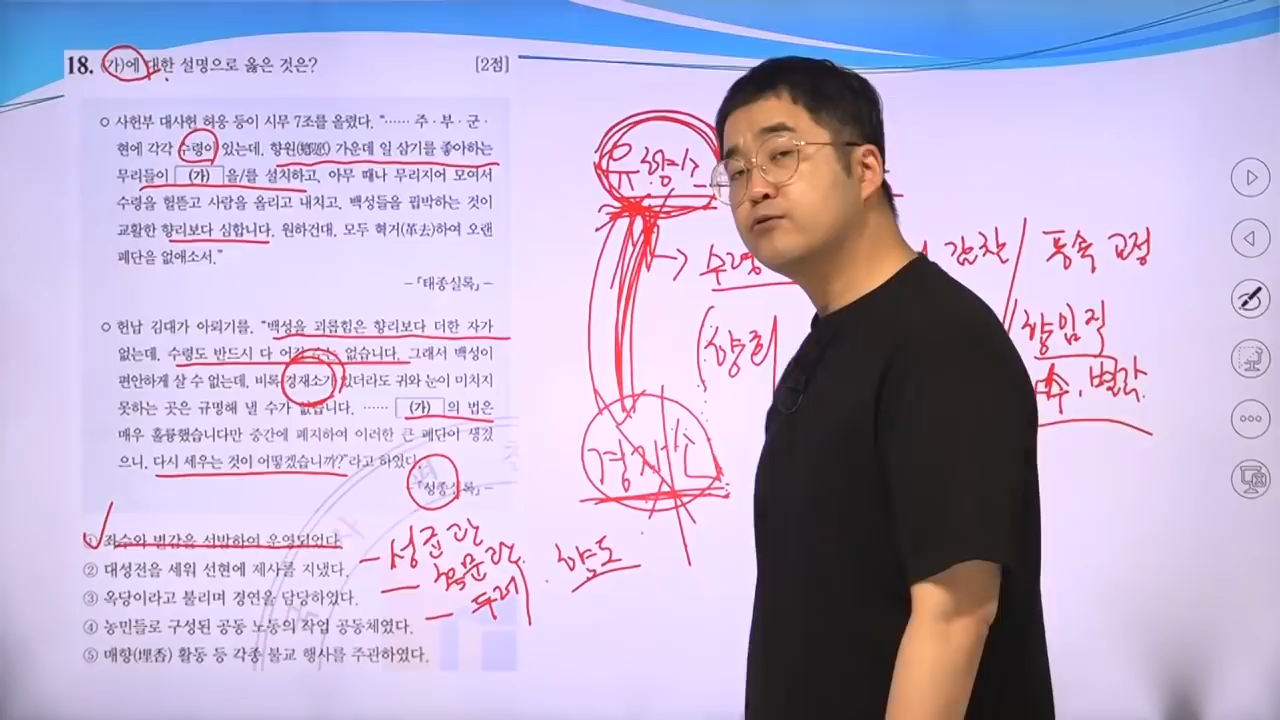 18. (가)에 대한 설명으로 옳은 것은? [2점]
○ 사헌부 대사헌 허응 등이 시무 7조를 올렸다. “…… 주·부·군·
현에 각각 수령이 있는데, 향원(鄕愿) 가운데 일 삼기를 좋아하는
무리들이 (가) 을/를 설치하고, 아무 때나 무리지어 모여서
수령을 헐뜯고 사람을 올리고 내치고, 백성들을 핍박하는 것이
교활한 향리보다 심합니다. 원하건대, 모두 혁거(革去)하여 오랜
폐단을 없애소서.”
-『태종실록』-
○ 헌납 김대가 아뢰기를, “백성을 괴롭힘은 향리보다 더한 자가
없는데, 수령도 반드시 다 없습니다. 그래서 백성이
편안하게 살 수 없는데, 비록 경재소가 있더라도 귀와 눈이 미치지
못하는 곳은 규명해 낼 수가 없습니다. …… (가) 의 법은
매우 훌륭했습니다만 중간에 폐지하여 이러한 큰 폐단이 생겼
으니, 다시 세우는 것이 어떻겠습니까?”라고 하였다.
-『성종실록』-
① 좌수와 별감을 선발하여 운영되었다.
② 대성전을 세워 선현에 제사를 지냈다.
③ 옥당이라고 불리며 경연을 담당하였다.
④ 농민들로 구성된 공동 노동의 작업 공동체였다.
⑤ 매향(埋香) 활동 등 각종 불교 행사를 주관하였다.
유향소
→ 수령 감찰 / 풍속 교정
(향리
향임직
별감
경재소
- 성균관
- 홍문관
- 두레
향도